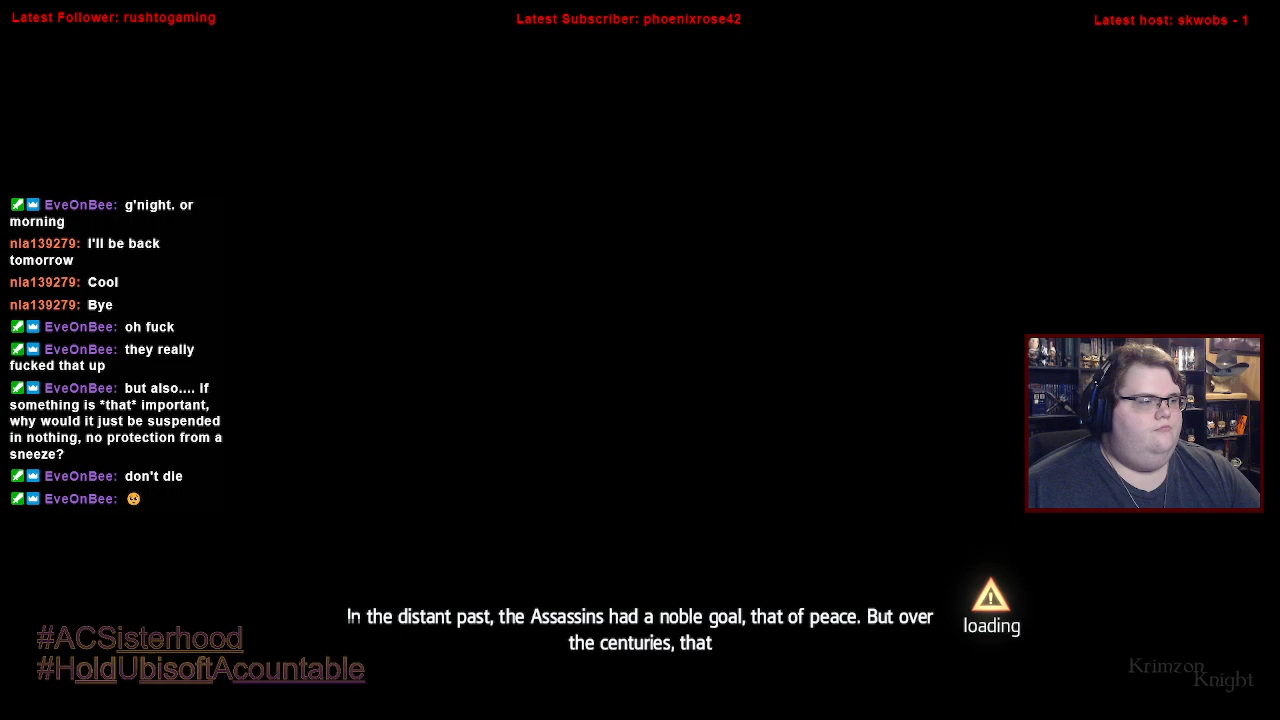 Latest Follower: rushtogaming
Latest Subscriber: phoenixrose42
Latest host: skwobs - 1
EveOnBee: g'night. or
morning
nia139279: I'll be back
tomorrow
nia139279: Cool
nia139279: Bye
EveOnBee: oh fuck
EveOnBee: they really
fucked that up
EveOnBee: but also.... if
something is *that* important,
why would it just be suspended
in nothing, no protection from a
sneeze?
EveOnBee: don't die
EveOnBee:
In the distant past, the Assassins had a noble goal, that of peace. But over
the centuries, that
loading
#ACSisterhood
#HoldUbisoftAcountable
Krimzon
Knight